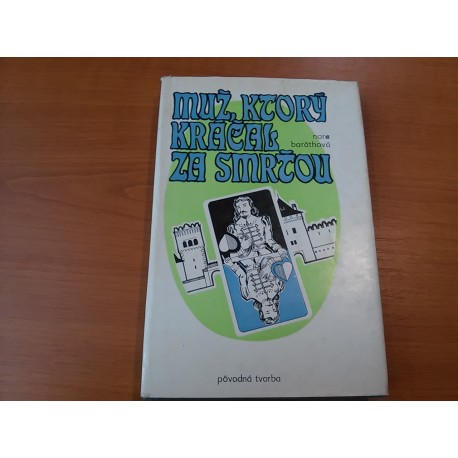 MUŽ, KTORÝ
KRÁČAL
ZA SMRŤOU
nora
baráthová
pôvodná tvorba